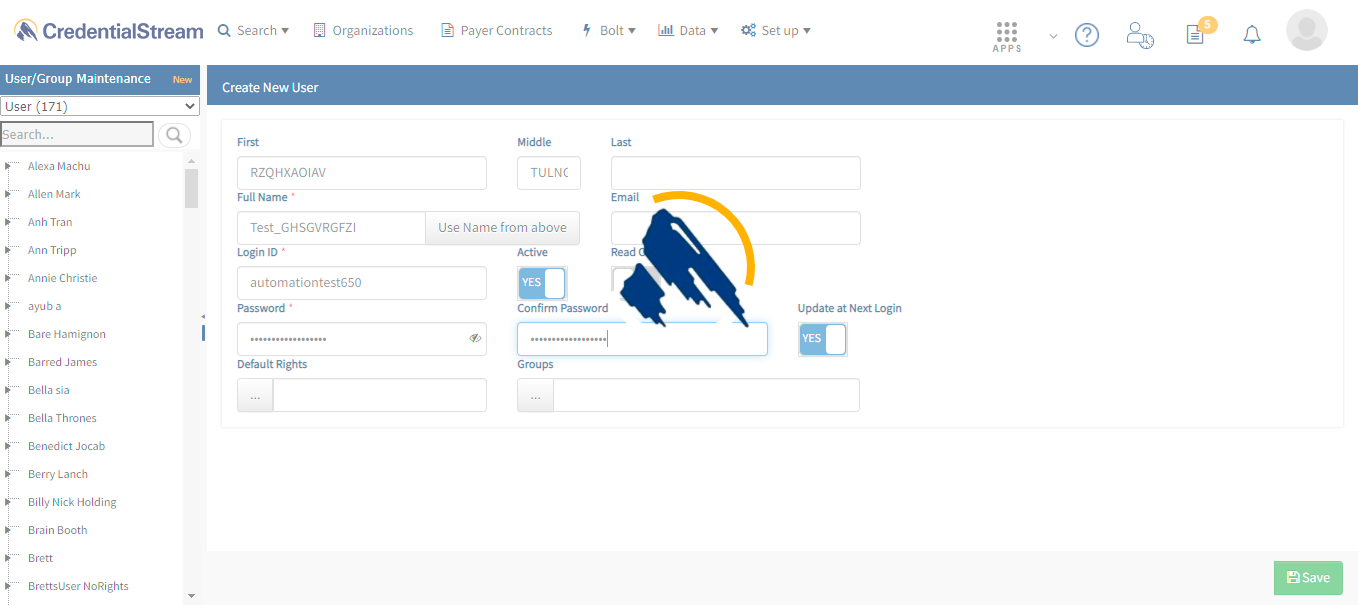 CredentialStream Search Organizations Payer Contracts Bolt Data Set up APPS 5
User/Group Maintenance New
User (171)
Search...
Alexa Machu
Allen Mark
Anh Tran
Ann Tripp
Annie Christie
ayub a
Bare Hamignon
Barred James
Bella sia
Bella Thrones
Benedict Jocab
Berry Lanch
Billy Nick Holding
Brain Booth
Brett
BrettsUser NoRights
Create New User
First Middle Last
RZQHXAOIAV
Full Name * Email
Test_GHSGVRGFZI Use Name from above
Login ID * Active Read
automationtest650 YES
Password * Confirm Password Update at Next Login
•••••••••••••••••• •••••••••••••••••• YES
Default Rights Groups
... ...
Save